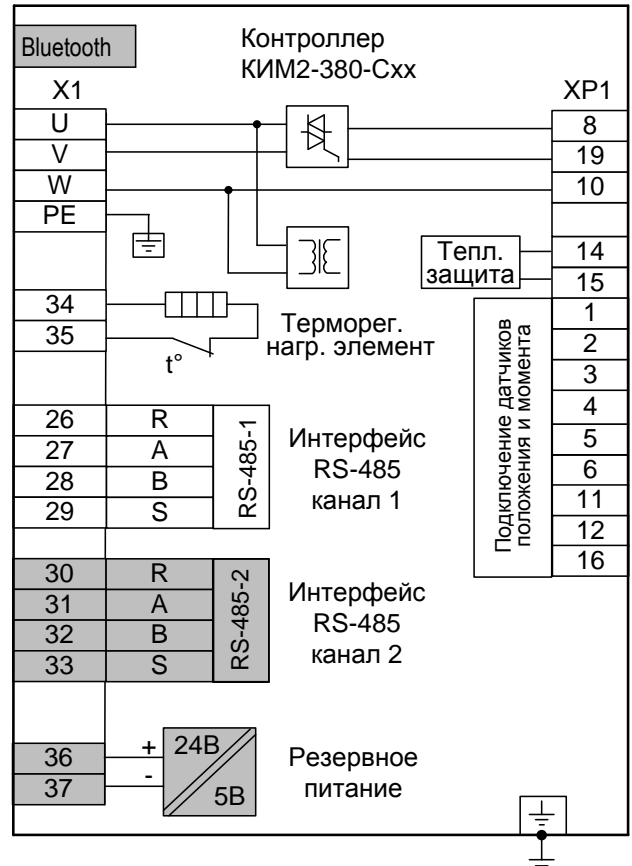 Bluetooth
Контроллер
КИМ2-380-Схх
X1
XP1
U
8
V
19
W
10
PE
Тепл.
защита
14
15
34
35
t°
Терморег.
нагр. элемент
1
2
3
4
5
6
11
12
16
Подключение датчиков
положения и момента
26 R
27 A
28 B
29 S
RS-485-1
Интерфейс
RS-485
канал 1
30 R
31 A
32 B
33 S
RS-485-2
Интерфейс
RS-485
канал 2
36 +
37 -
24В
5В
Резервное
питание